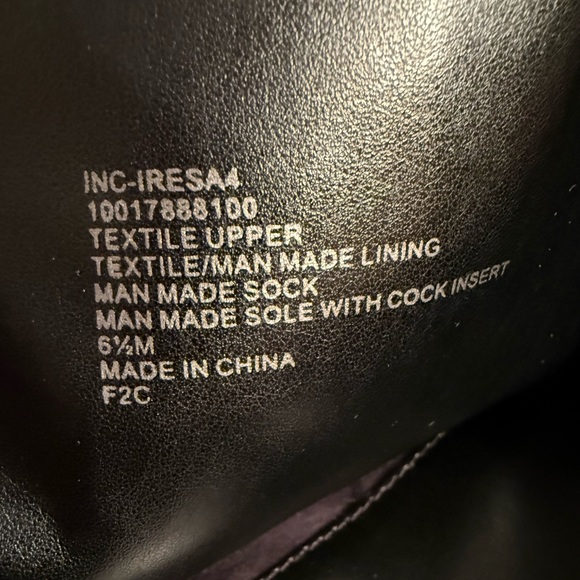 INC-IRESA4
10017888100
TEXTILE UPPER
TEXTILE/MAN MADE LINING
MAN MADE SOCK
MAN MADE SOLE WITH COCK INSERT
6½M
MADE IN CHINA
F2C